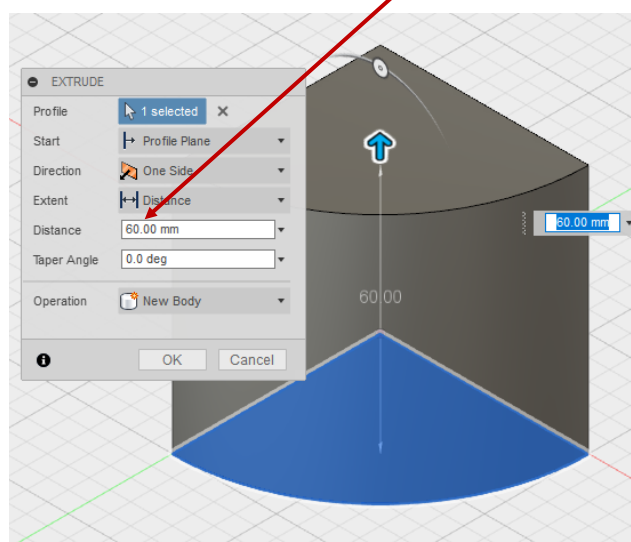 EXTRUDE
Profile 1 selected
Start Profile Plane
Direction One Side
Extent Distance
Distance 60.00 mm
Taper Angle 0.0 deg
Operation New Body
OK Cancel
60.00 mm
60.00